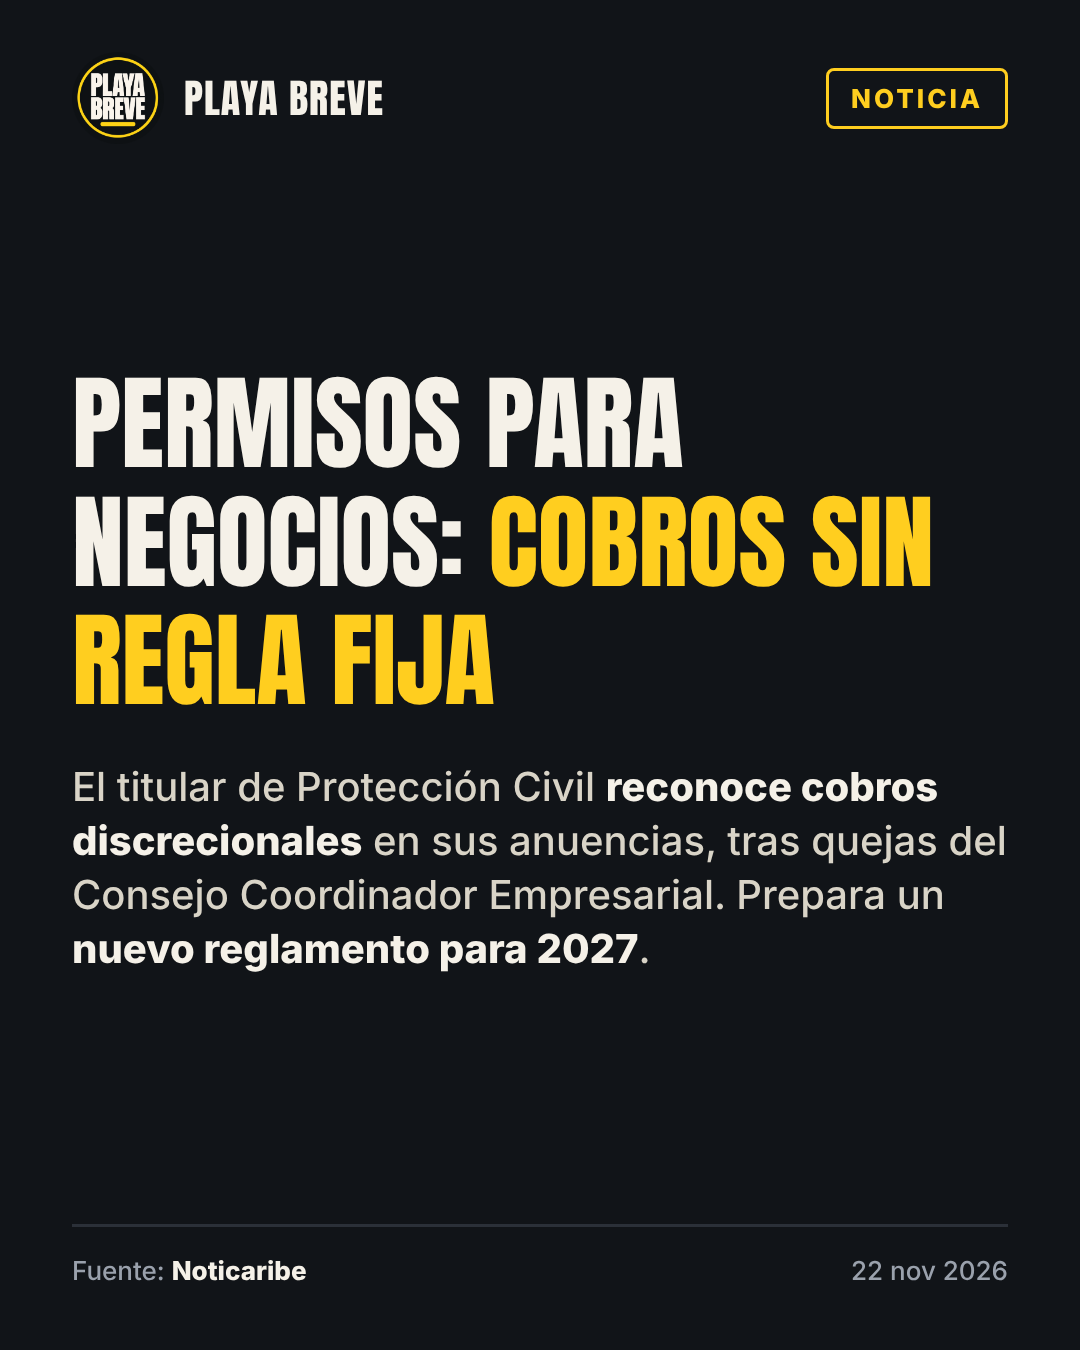 PLAYA
BREVE
PLAYA BREVE
NOTICIA
PERMISOS PARA
NEGOCIOS: COBROS SIN
REGLA FIJA
El titular de Protección Civil reconoce cobros
discrecionales en sus anuencias, tras quejas del
Consejo Coordinador Empresarial. Prepara un
nuevo reglamento para 2027.
Fuente: Noticaribe
22 nov 2026